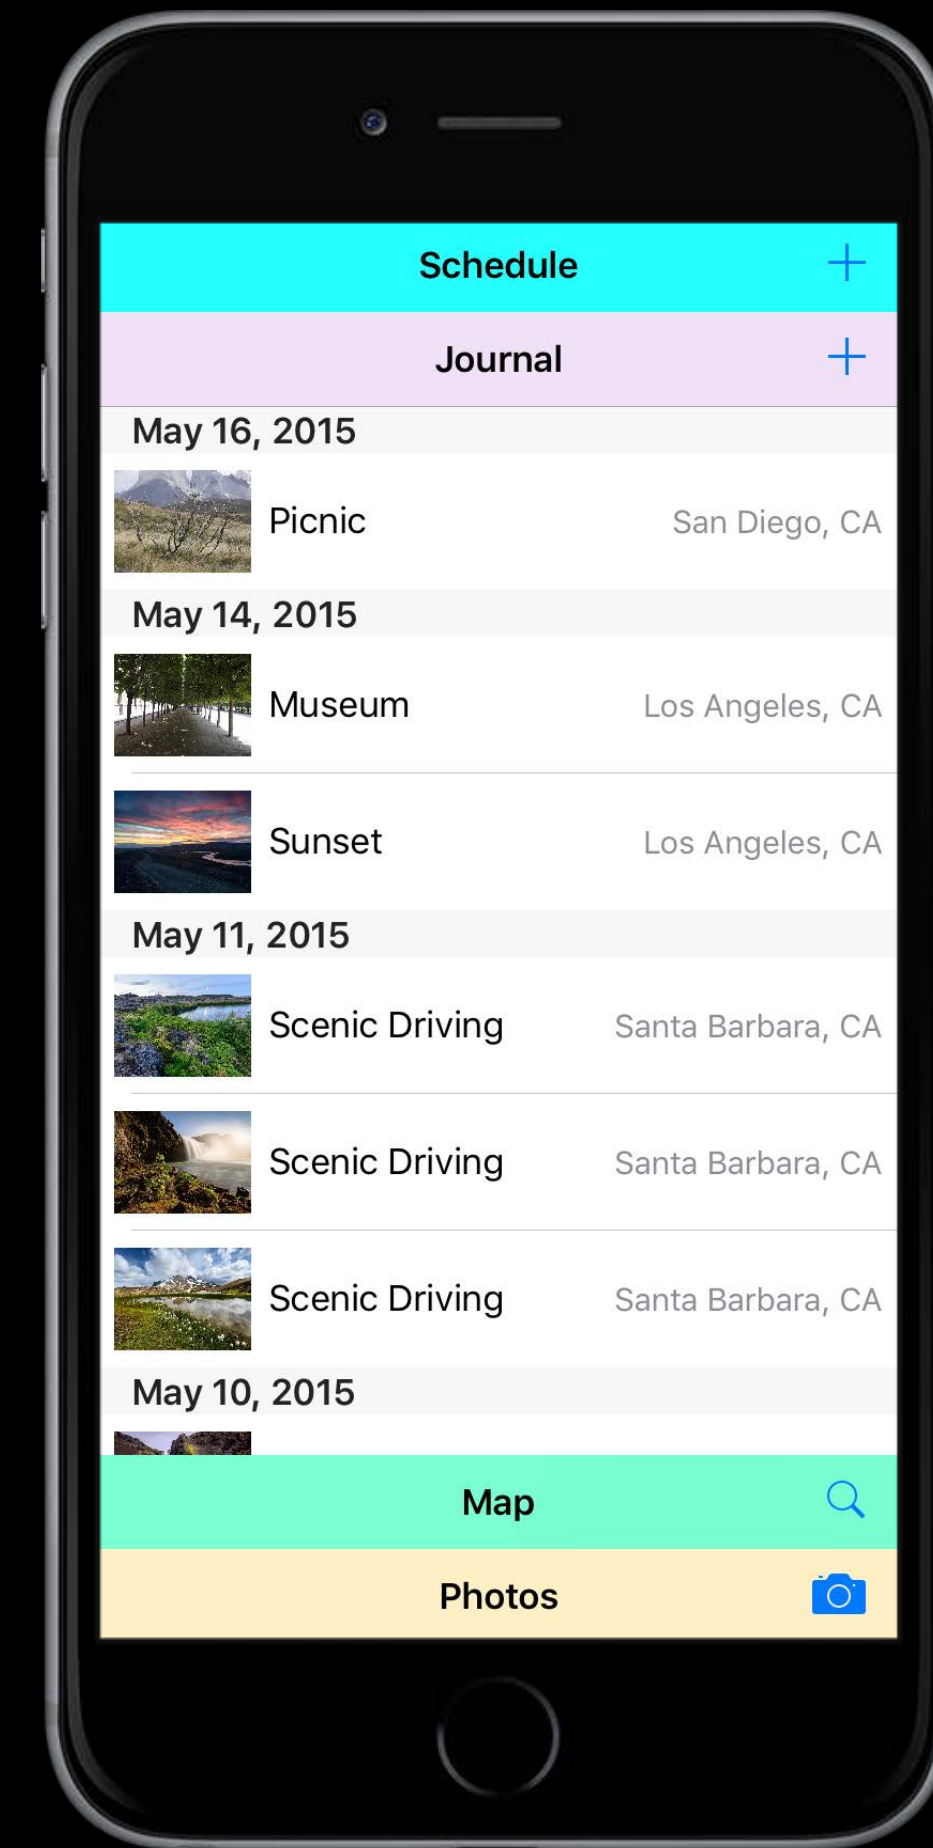 Schedule
Journal
May 16, 2015
Picnic San Diego, CA
May 14, 2015
Museum Los Angeles, CA
Sunset Los Angeles, CA
May 11, 2015
Scenic Driving Santa Barbara, CA
Scenic Driving Santa Barbara, CA
Scenic Driving Santa Barbara, CA
May 10, 2015
Map
Photos